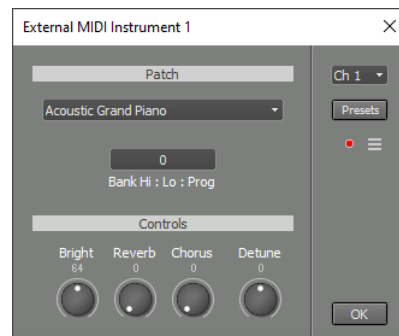 External MIDI Instrument 1
Patch
Ch 1
Acoustic Grand Piano
Presets
0
Bank Hi : Lo : Prog
Controls
Bright Reverb Chorus Detune
64 0 0 0
OK